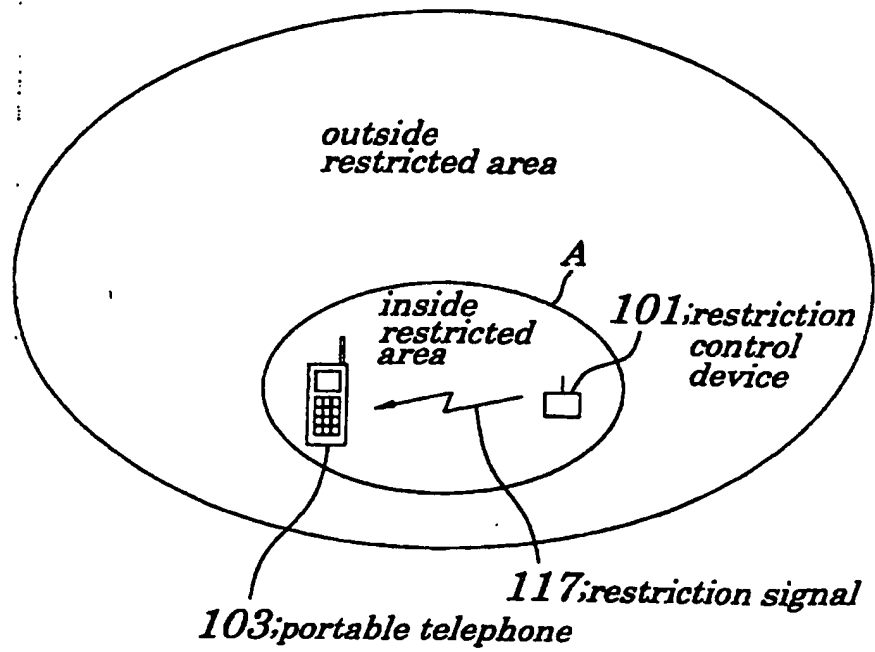 outside
restricted area
A
inside
restricted
area
101;restriction
control
device
117;restriction signal
103;portable telephone